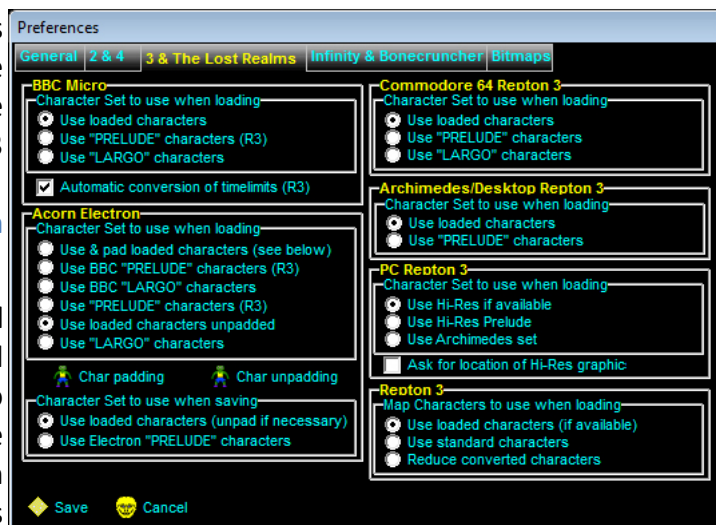 Preferences
General 2 & 4 3 & The Lost Realms Infinity & Bonecruncher Bitmaps
BBC Micro
Character Set to use when loading
Use loaded characters
Use "PRELUDE" characters (R3)
Use "LARGO" characters
Automatic conversion of timelimits (R3)
Acorn Electron
Character Set to use when loading
Use & pad loaded characters (see below)
Use BBC "PRELUDE" characters (R3)
Use BBC "LARGO" characters
Use "PRELUDE" characters (R3)
Use loaded characters unpadded
Use "LARGO" characters
Char padding Char unpadding
Character Set to use when saving
Use loaded characters (unpad if necessary)
Use Electron "PRELUDE" characters
Commodore 64 Repton 3
Character Set to use when loading
Use loaded characters
Use "PRELUDE" characters
Use "LARGO" characters
Archimedes/Desktop Repton 3
Character Set to use when loading
Use loaded characters
Use "PRELUDE" characters
PC Repton 3
Character Set to use when loading
Use Hi-Res if available
Use Hi-Res Prelude
Use Archimedes set
Ask for location of Hi-Res graphic
Repton 3
Map Characters to use when loading
Use loaded characters (if available)
Use standard characters
Reduce converted characters
Save Cancel